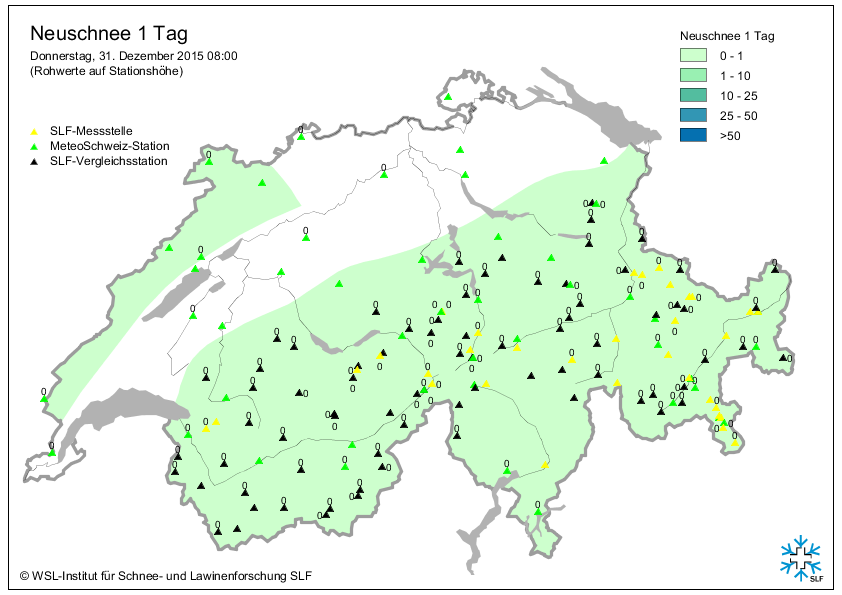 Neuschnee 1 Tag
Donnerstag, 31. Dezember 2015 08:00
(Rohwerte auf Stationshöhe)
SLF-Messstelle
MeteoSchweiz-Station
SLF-Vergleichsstation
Neuschnee 1 Tag
0 - 1
1 - 10
10 - 25
25 - 50
>50
© WSL-Institut für Schnee- und Lawinenforschung SLF
SLF